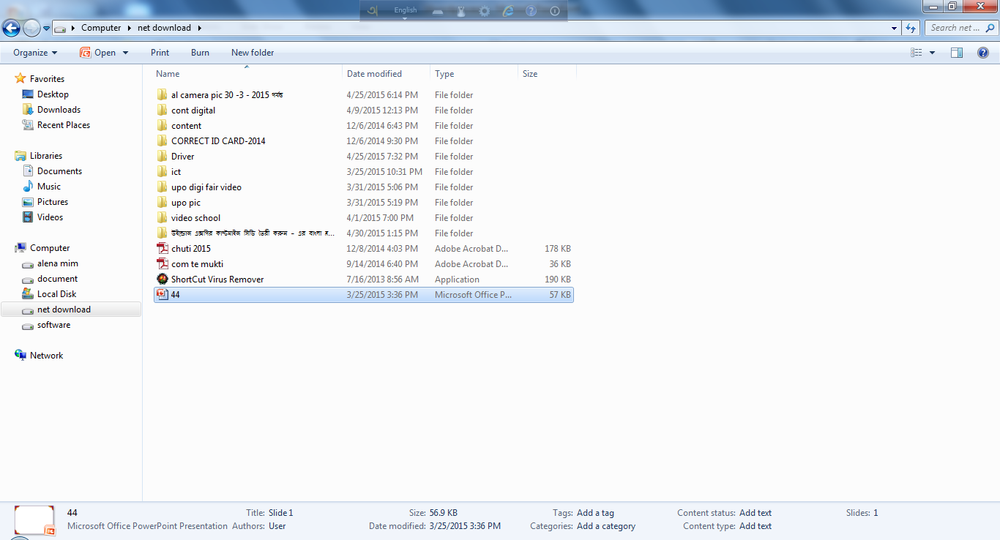 English
Computer net download
Search net ...
Organize Open Print Burn New folder
Name Date modified Type Size
Favorites
Desktop
Downloads
Recent Places
Libraries
Documents
Music
Pictures
Videos
Computer
alena mim
document
Local Disk
net download
software
Network
al camera pic 30 -3 - 2015 পর্যন্ত 4/25/2015 6:14 PM File folder
cont digital 4/9/2015 12:13 PM File folder
content 12/6/2014 6:43 PM File folder
CORRECT ID CARD-2014 12/6/2014 9:30 PM File folder
Driver 4/25/2015 7:32 PM File folder
ict 3/25/2015 10:31 PM File folder
upo digi fair video 3/31/2015 5:06 PM File folder
upo pic 3/31/2015 5:19 PM File folder
video school 4/1/2015 7:00 PM File folder
উইন্ডোজ এক্সপির কাস্টমাইজ সিডি তৈরী করুন - এর বাংলা ম... 4/30/2015 1:15 PM File folder
chuti 2015 12/8/2014 4:03 PM Adobe Acrobat D... 178 KB
com te mukti 9/14/2014 6:40 PM Adobe Acrobat D... 36 KB
ShortCut Virus Remover 7/16/2013 8:56 AM Application 190 KB
44 3/25/2015 3:36 PM Microsoft Office P... 57 KB
44 Title: Slide 1 Size: 56.9 KB Tags: Add a tag Content status: Add text Slides: 1
Microsoft Office PowerPoint Presentation Authors: User Date modified: 3/25/2015 3:36 PM Categories: Add a category Content type: Add text